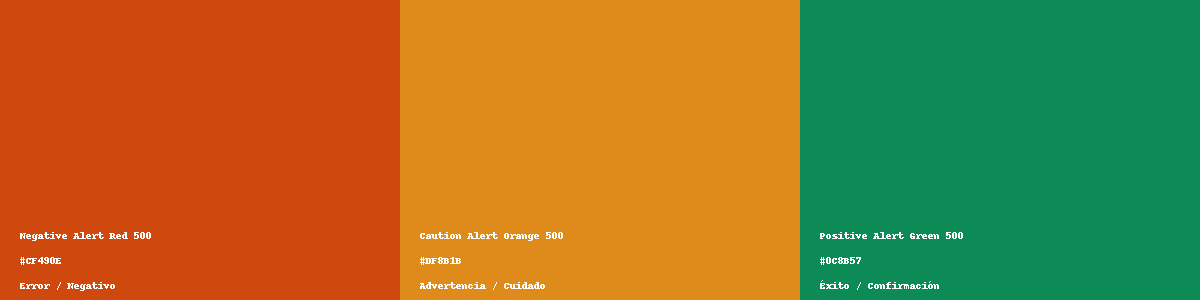 Negative Alert Red 500
#CF490E
Error / Negativo
Caution Alert Orange 500
#DF8B1B
Advertencia / Cuidado
Positive Alert Green 500
#0C8B57
Éxito / Confirmación